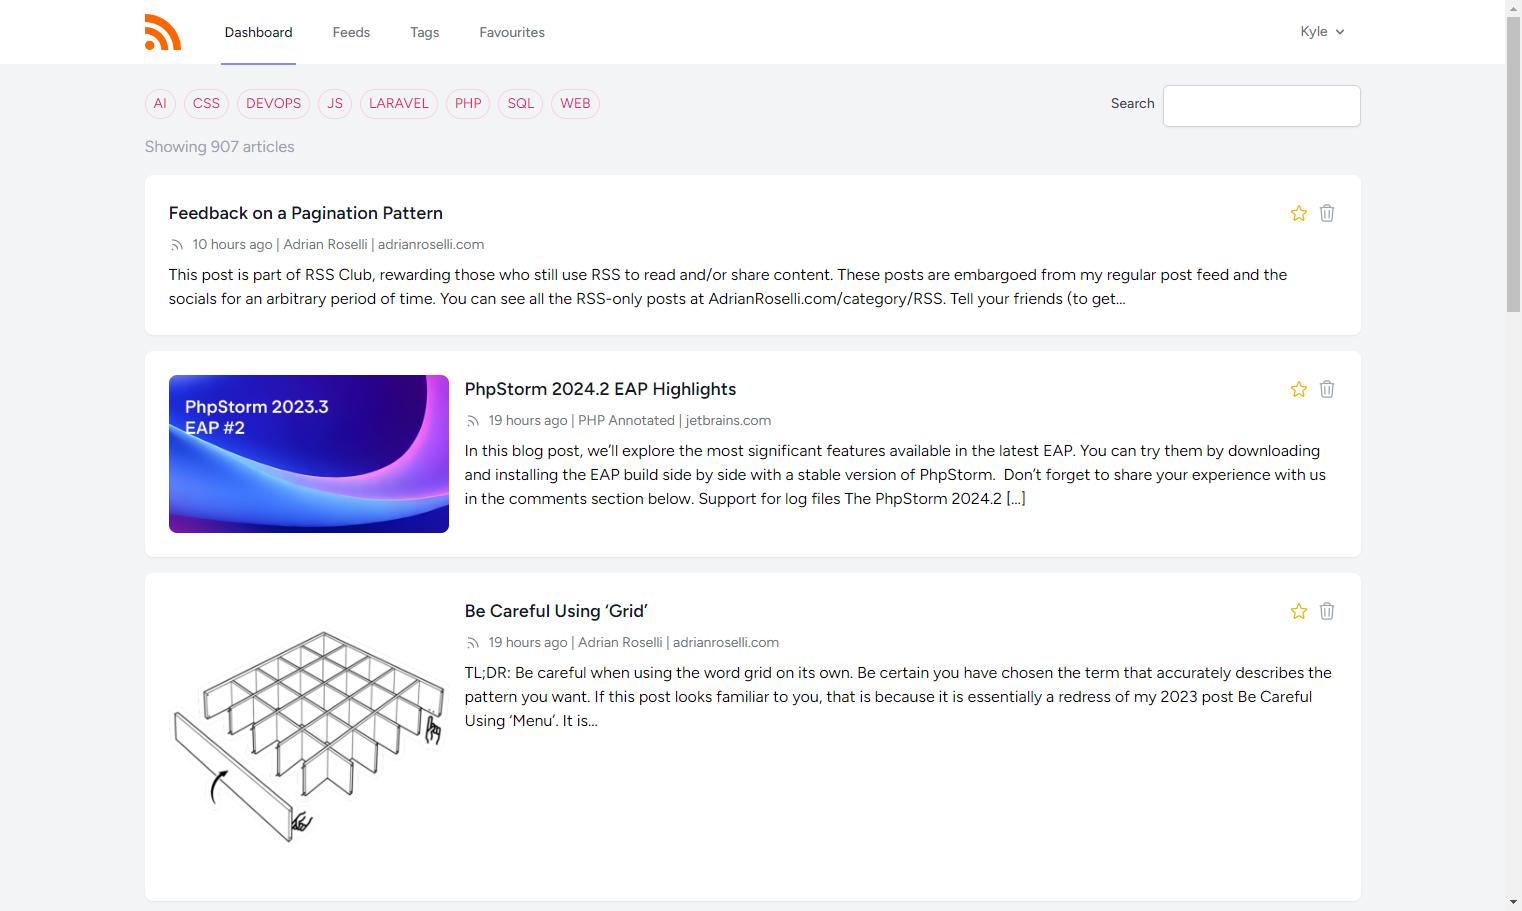 Dashboard Feeds Tags Favourites Kyle
AI CSS DEVOPS JS LARAVEL PHP SQL WEB Search
Showing 907 articles
Feedback on a Pagination Pattern
10 hours ago | Adrian Roselli | adrianroselli.com
This post is part of RSS Club, rewarding those who still use RSS to read and/or share content. These posts are embargoed from my regular post feed and the
socials for an arbitrary period of time. You can see all the RSS-only posts at AdrianRoselli.com/category/RSS. Tell your friends (to get...
PhpStorm 2023.3
EAP #2
PhpStorm 2024.2 EAP Highlights
19 hours ago | PHP Annotated | jetbrains.com
In this blog post, we’ll explore the most significant features available in the latest EAP. You can try them by downloading
and installing the EAP build side by side with a stable version of PhpStorm.  Don’t forget to share your experience with us
in the comments section below. Support for log files The PhpStorm 2024.2 […]
Be Careful Using ‘Grid’
19 hours ago | Adrian Roselli | adrianroselli.com
TL;DR: Be careful when using the word grid on its own. Be certain you have chosen the term that accurately describes the
pattern you want. If this post looks familiar to you, that is because it is essentially a redress of my 2023 post Be Careful
Using ‘Menu’. It is...